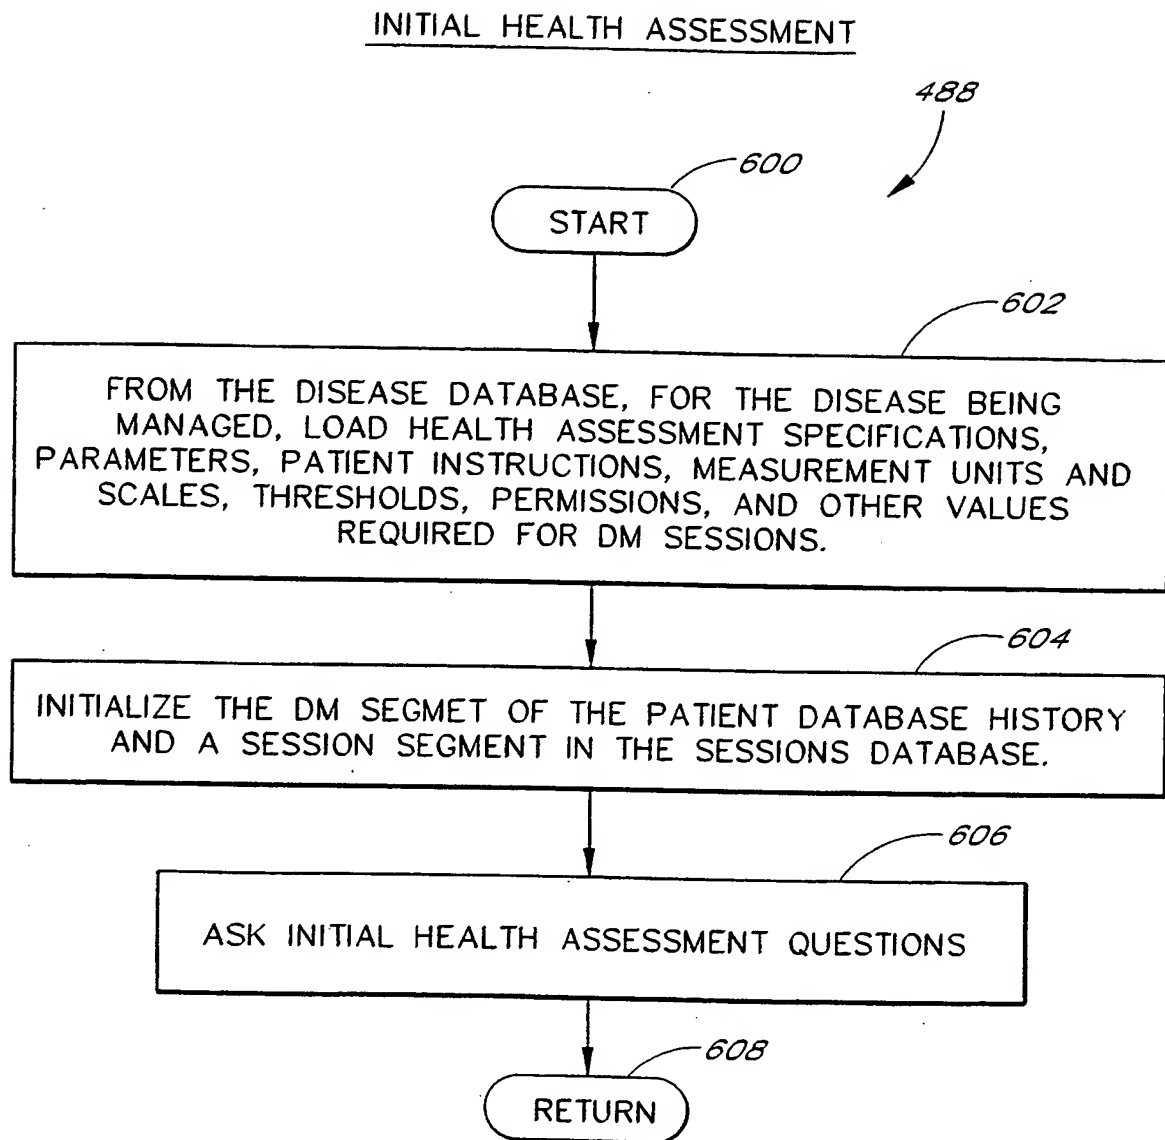 INITIAL HEALTH ASSESSMENT
488
600
START
602
FROM THE DISEASE DATABASE, FOR THE DISEASE BEING
MANAGED, LOAD HEALTH ASSESSMENT SPECIFICATIONS,
PARAMETERS, PATIENT INSTRUCTIONS, MEASUREMENT UNITS AND
SCALES, THRESHOLDS, PERMISSIONS, AND OTHER VALUES
REQUIRED FOR DM SESSIONS.
604
INITIALIZE THE DM SEGMET OF THE PATIENT DATABASE HISTORY
AND A SESSION SEGMENT IN THE SESSIONS DATABASE.
606
ASK INITIAL HEALTH ASSESSMENT QUESTIONS
608
RETURN